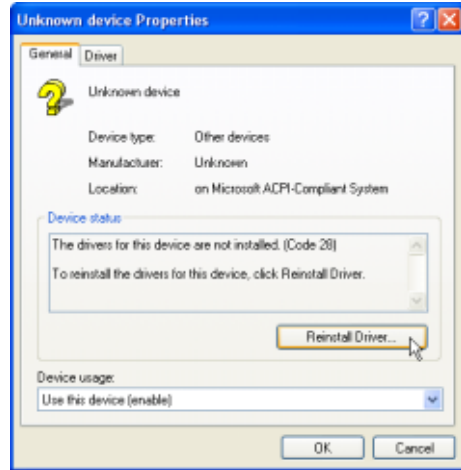 Unknown device Properties
General Driver
Unknown device
Device type: Other devices
Manufacturer: Unknown
Location: on Microsoft ACPI-Compliant System
Device status
The drivers for this device are not installed. (Code 28)
To reinstall the drivers for this device, click Reinstall Driver.
Reinstall Driver...
Device usage:
Use this device (enable)
OK Cancel